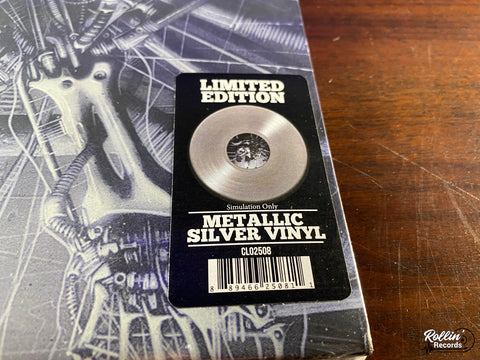 LIMITED
EDITION
Simulation Only
METALLIC
SILVER VINYL
CLO2508
8 89466 25081 1
Rollin'
Records